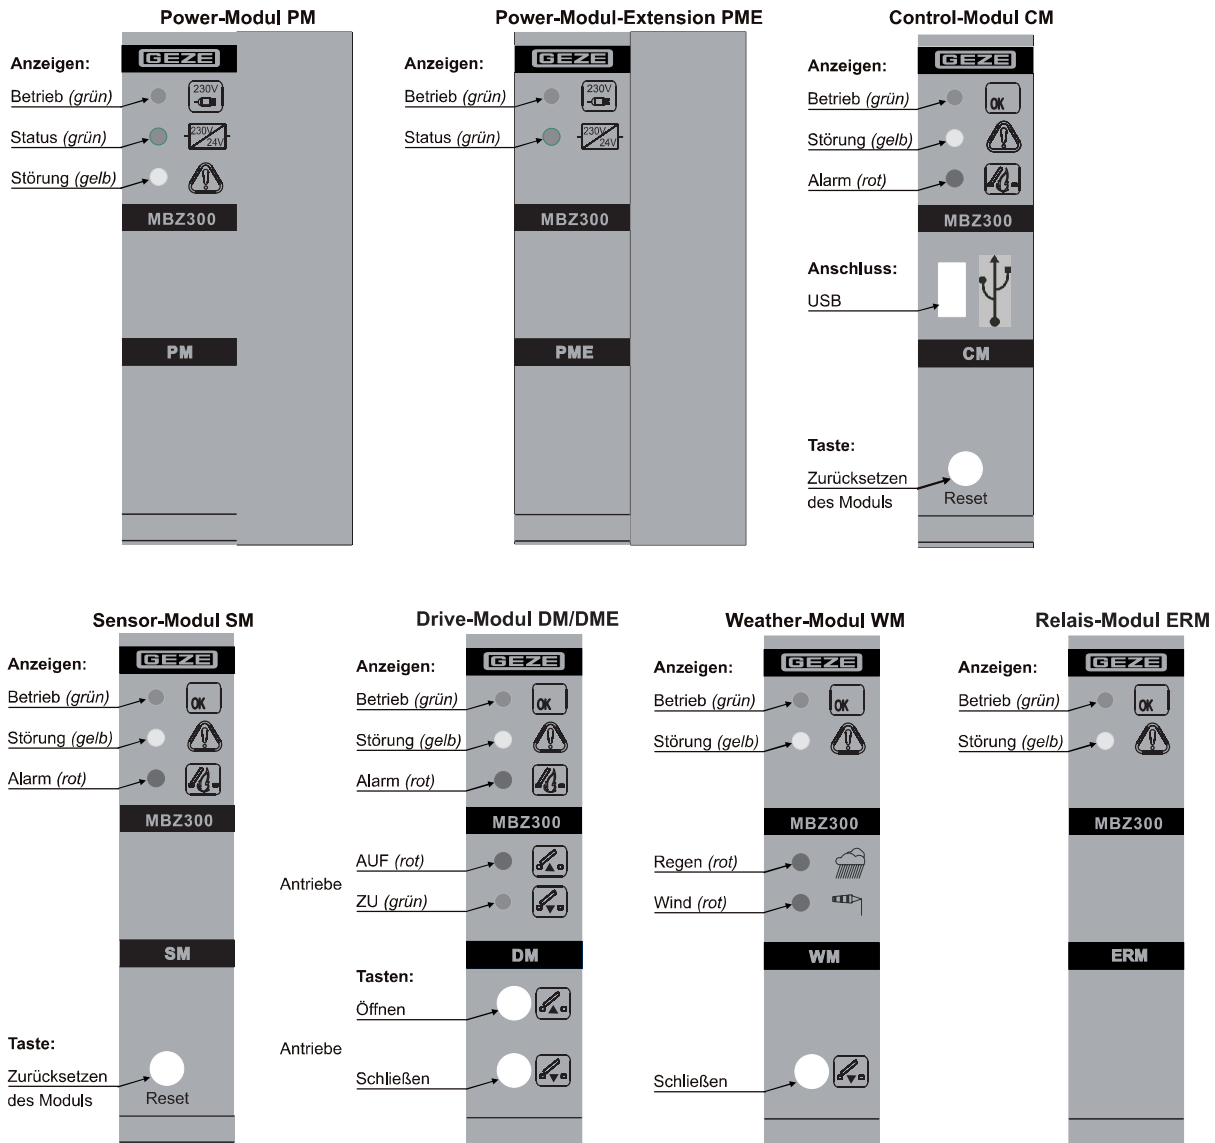 Power-Modul PM
GEZE
Anzeigen:
Betrieb (grün)
230V
Status (grün)
230V
24V
Störung (gelb)
MBZ300
PM
Power-Modul-Extension PME
GEZE
Anzeigen:
Betrieb (grün)
230V
Status (grün)
230V
24V
MBZ300
PME
Control-Modul CM
GEZE
Anzeigen:
Betrieb (grün)
OK
Störung (gelb)
Alarm (rot)
MBZ300
Anschluss:
USB
CM
Taste:
Zurücksetzen
des Moduls
Reset
Sensor-Modul SM
GEZE
Anzeigen:
Betrieb (grün)
OK
Störung (gelb)
Alarm (rot)
MBZ300
SM
Taste:
Zurücksetzen
des Moduls
Reset
Drive-Modul DM/DME
GEZE
Anzeigen:
Betrieb (grün)
OK
Störung (gelb)
Alarm (rot)
MBZ300
AUF (rot)
Antriebe
ZU (grün)
DM
Tasten:
Öffnen
Antriebe
Schließen
Weather-Modul WM
GEZE
Anzeigen:
Betrieb (grün)
OK
Störung (gelb)
MBZ300
Regen (rot)
Wind (rot)
WM
Schließen
Relais-Modul ERM
GEZE
Anzeigen:
Betrieb (grün)
OK
Störung (gelb)
MBZ300
ERM